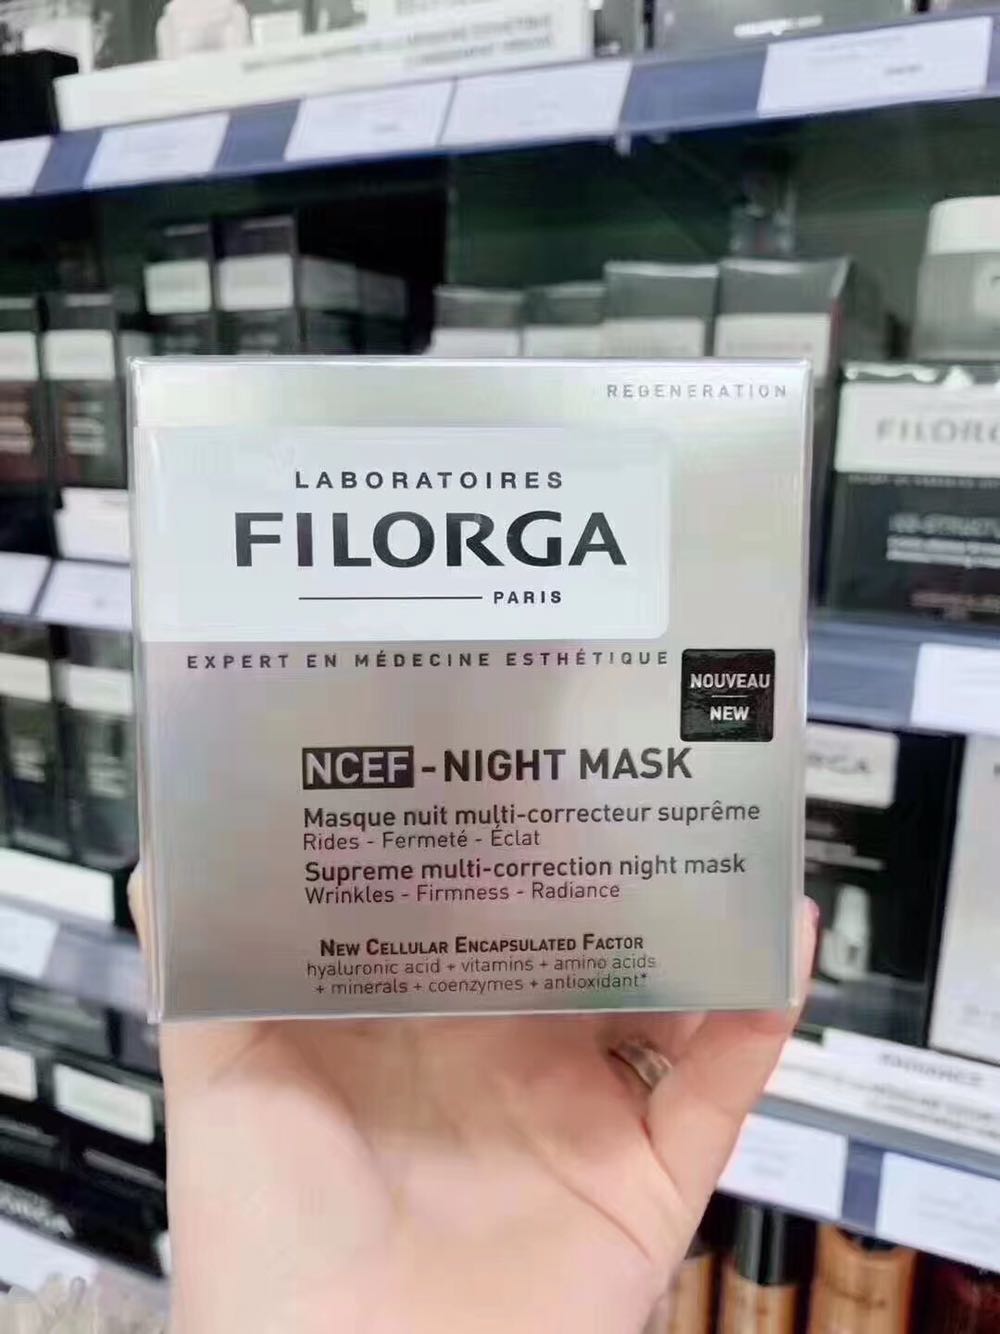 REGENERATION
LABORATOIRES
FILORGA
PARIS
EXPERT EN MÉDECINE ESTHÉTIQUE
NOUVEAU
NEW
NCEF-NIGHT MASK
Masque nuit multi-correcteur suprême
Rides - Fermeté - Éclat
Supreme multi-correction night mask
Wrinkles - Firmness - Radiance
NEW CELLULAR ENCAPSULATED FACTOR
hyaluronic acid + vitamins + amino acids
+ minerals + coenzymes + antioxidant*